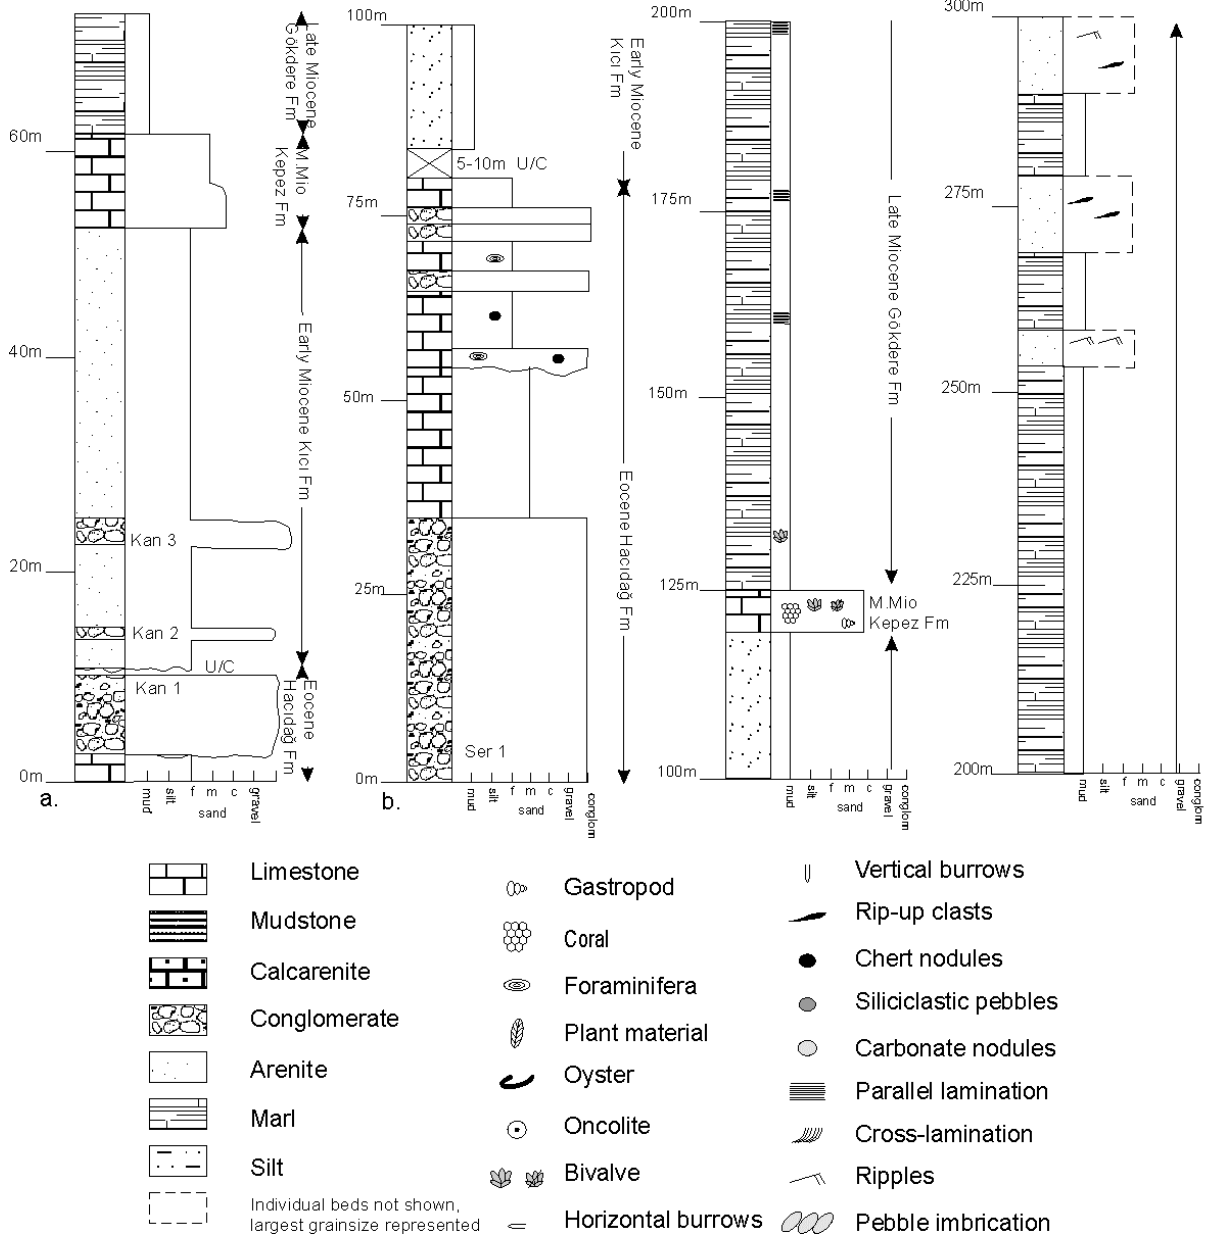 60m
40m
20m
0m
Late Miocene
Gökdere Fm
M.Mio
Kepez Fm
Early Miocene Kıcı Fm
Eocene
Hacıdağ Fm
Kan 3
Kan 2
U/C
Kan 1
a.
mud
silt
f
m
c
sand
gravel
100m
75m
50m
25m
0m
5-10m U/C
Early Miocene
Kıcı Fm
Eocene Hacıdağ Fm
Ser 1
b.
mud
silt
f
m
c
sand
gravel
conglom
200m
175m
150m
125m
100m
Late Miocene Gökdere Fm
M.Mio
Kepez Fm
mud
silt
f
m
c
sand
gravel
conglom
300m
275m
250m
225m
200m
mud
silt
f
m
c
sand
gravel
conglom
Limestone
Mudstone
Calcarenite
Conglomerate
Arenite
Marl
Silt
Individual beds not shown,
largest grainsize represented
Gastropod
Coral
Foraminifera
Plant material
Oyster
Oncolite
Bivalve
Horizontal burrows
Vertical burrows
Rip-up clasts
Chert nodules
Siliciclastic pebbles
Carbonate nodules
Parallel lamination
Cross-lamination
Ripples
Pebble imbrication